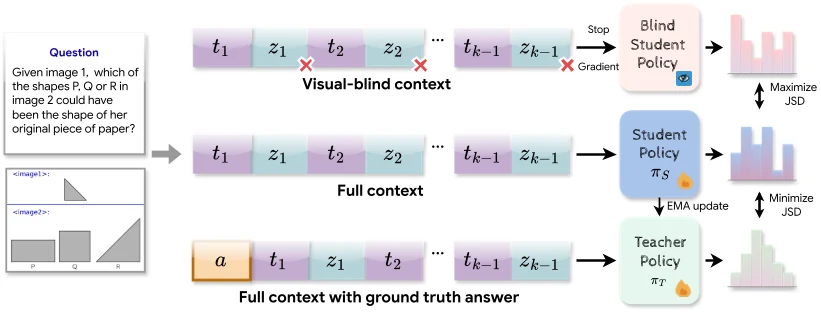 Question
Given image 1, which of
the shapes P, Q or R in
image 2 could have
been the shape of her
original piece of paper?
<image1>:
<image2>:
P Q R
t₁ z₁ t₂ z₂ ... tₖ₋₁ zₖ₋₁
Visual-blind context
Stop
Gradient
Blind
Student
Policy
Maximize
JSD
t₁ z₁ t₂ z₂ ... tₖ₋₁ zₖ₋₁
Full context
Student
Policy
π_S
EMA update
Minimize
JSD
a t₁ z₁ t₂ ... tₖ₋₁ zₖ₋₁
Full context with ground truth answer
Teacher
Policy
π_T